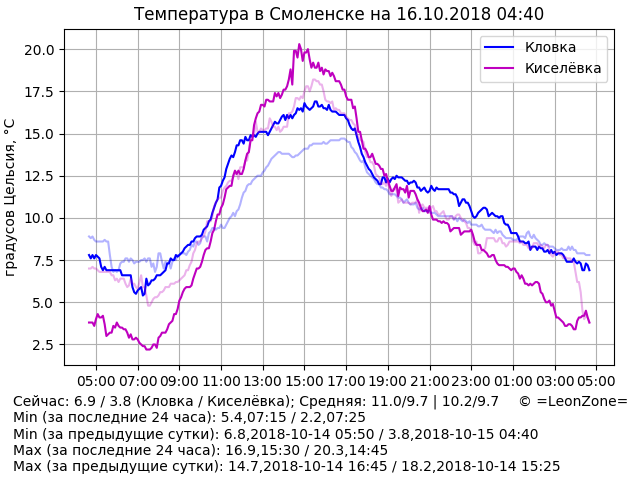 Температура в Смоленске на 16.10.2018 04:40
Кловка
Киселёвка
градусов Цельсия, °C
20.0
17.5
15.0
12.5
10.0
7.5
5.0
2.5
05:00 07:00 09:00 11:00 13:00 15:00 17:00 19:00 21:00 23:00 01:00 03:00 05:00
Сейчас: 6.9 / 3.8 (Кловка / Киселёвка); Средняя: 11.0/9.7 | 10.2/9.7 © =LeonZone=
Min (за последние 24 часа): 5.4,07:15 / 2.2,07:25
Min (за предыдущие сутки): 6.8,2018-10-14 05:50 / 3.8,2018-10-15 04:40
Max (за последние 24 часа): 16.9,15:30 / 20.3,14:45
Max (за предыдущие сутки): 14.7,2018-10-14 16:45 / 18.2,2018-10-14 15:25